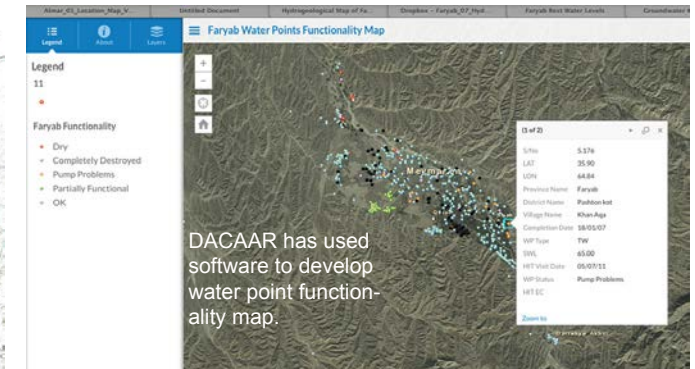 Almar_01_Location_Map_V...
Untitled Document
Hydrogeological Map of Fa...
Dropbox – Faryab_07_Hyd...
Faryab Rest Water Levels
Legend
About
Layers
Faryab Water Points Functionality Map
Legend
11
Faryab Functionality
Dry
Completely Destroyed
Pump Problems
Partially Functional
OK
DACAAR has used
software to develop
water point function-
ality map.
(1 of 2)
S/No 5,176
LAT 35.90
LON 64.84
Province Name Faryab
District Name Pashton kot
Village Name Khan Aqa
Completion Date 18/01/07
WP Type TW
SWL 65.00
HIT Visit Date 05/07/11
WP Status Pump Problems
HIT EC
Zoom to